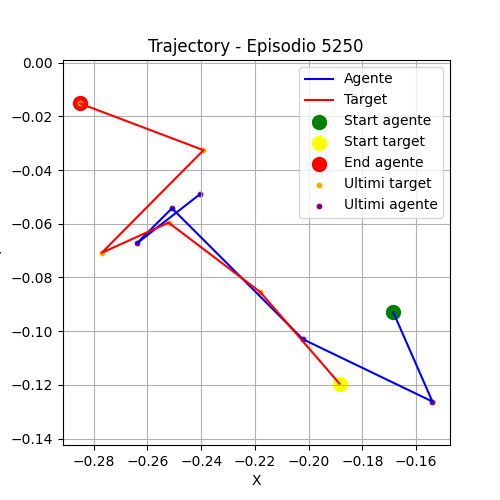 Trajectory - Episodio 5250
0.00
−0.02
−0.04
−0.06
−0.08
−0.10
−0.12
−0.14
Agente
Target
Start agente
Start target
End agente
Ultimi target
Ultimi agente
−0.28
−0.26
−0.24
−0.22
−0.20
−0.18
−0.16
X